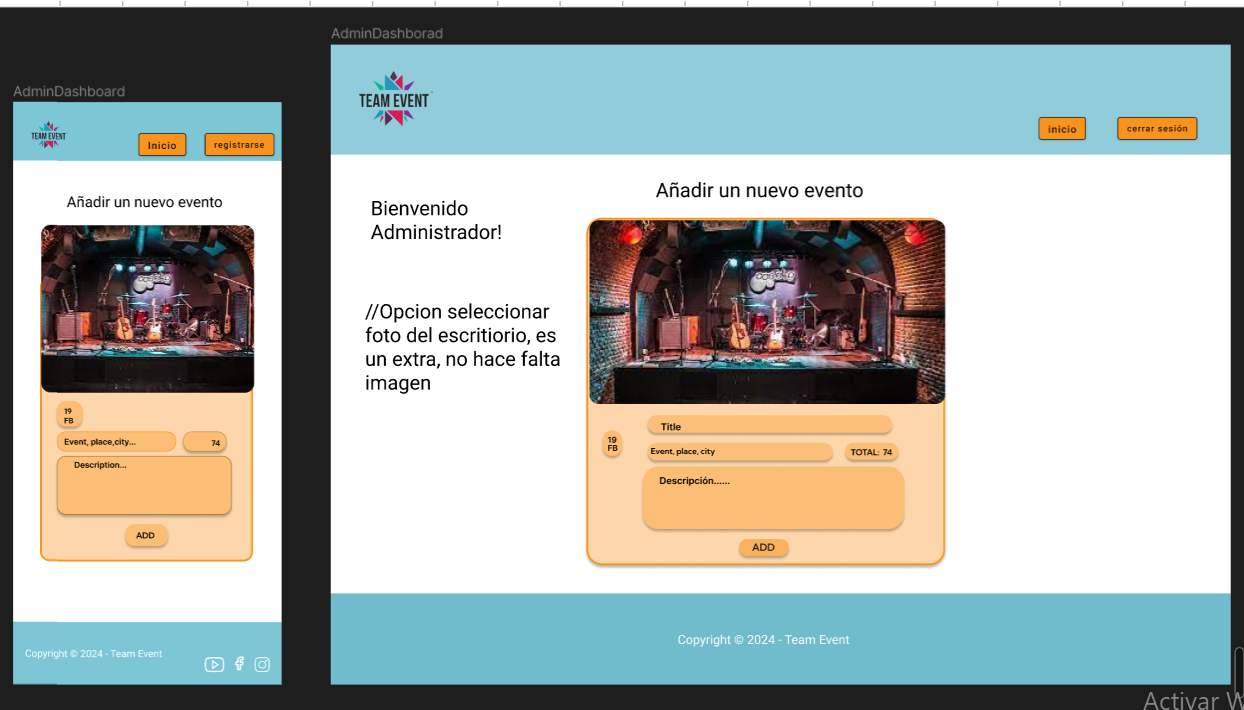 AdminDashboard
TEAM EVENT
Inicio
registrarse
Añadir un nuevo evento
19
FB
Event, place,city...
74
Description...
ADD
Copyright © 2024 - Team Event
AdminDashborad
TEAM EVENT
inicio
cerrar sesión
Bienvenido
Administrador!
//Opcion seleccionar
foto del escritiorio, es
un extra, no hace falta
imagen
Añadir un nuevo evento
Title
19
FB
Event, place, city
TOTAL: 74
Descripción......
ADD
Copyright © 2024 - Team Event
Activar W